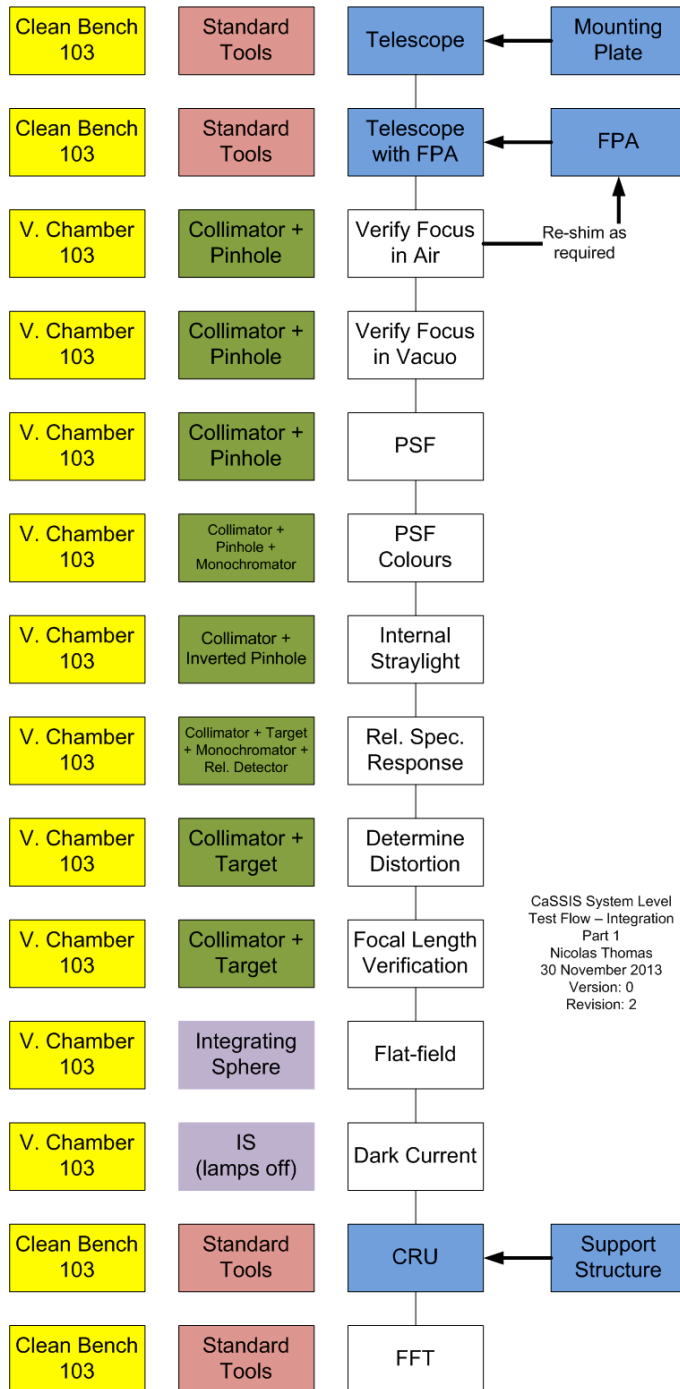 Clean Bench
103
Standard
Tools
Telescope
Mounting
Plate
Clean Bench
103
Standard
Tools
Telescope
with FPA
FPA
V. Chamber
103
Collimator +
Pinhole
Verify Focus
in Air
Re-shim as
required
V. Chamber
103
Collimator +
Pinhole
Verify Focus
in Vacuo
V. Chamber
103
Collimator +
Pinhole
PSF
V. Chamber
103
Collimator +
Pinhole +
Monochromator
PSF
Colours
V. Chamber
103
Collimator +
Inverted Pinhole
Internal
Straylight
V. Chamber
103
Collimator + Target
+ Monochromator +
Rel. Detector
Rel. Spec.
Response
V. Chamber
103
Collimator +
Target
Determine
Distortion
V. Chamber
103
Collimator +
Target
Focal Length
Verification
CaSSIS System Level
Test Flow – Integration
Part 1
Nicolas Thomas
30 November 2013
Version: 0
Revision: 2
V. Chamber
103
Integrating
Sphere
Flat-field
V. Chamber
103
IS
(lamps off)
Dark Current
Clean Bench
103
Standard
Tools
CRU
Support
Structure
Clean Bench
103
Standard
Tools
FFT